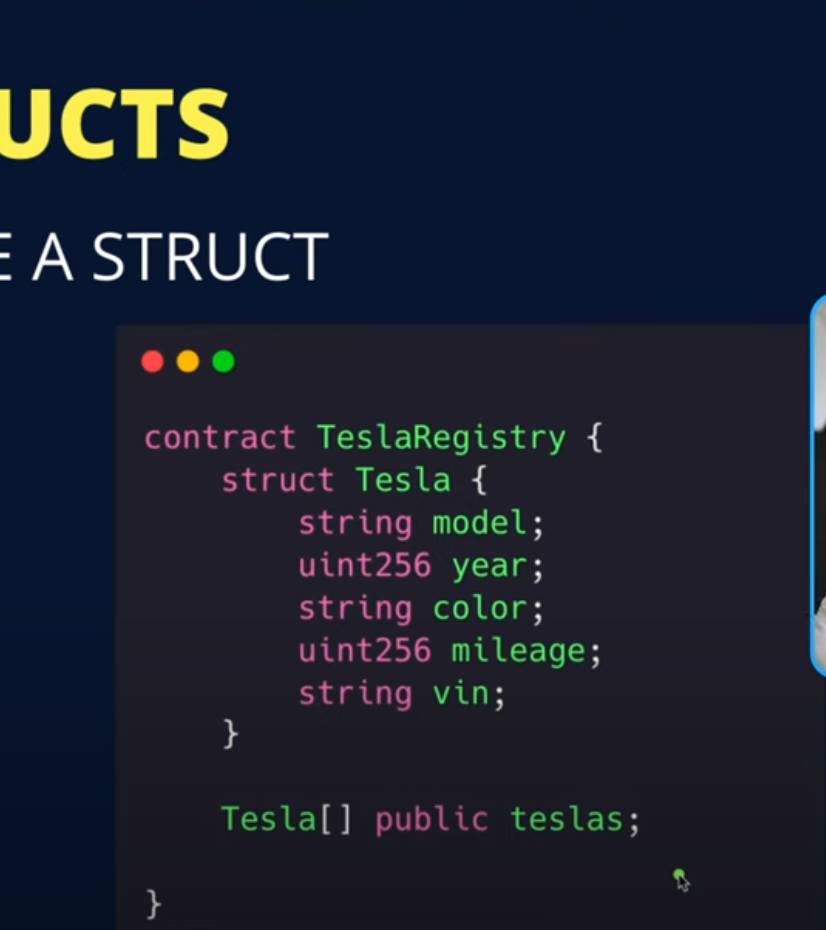 UCTS
E A STRUCT
contract TeslaRegistry {
    struct Tesla {
        string model;
        uint256 year;
        string color;
        uint256 mileage;
        string vin;
    }
    Tesla[] public teslas;
}